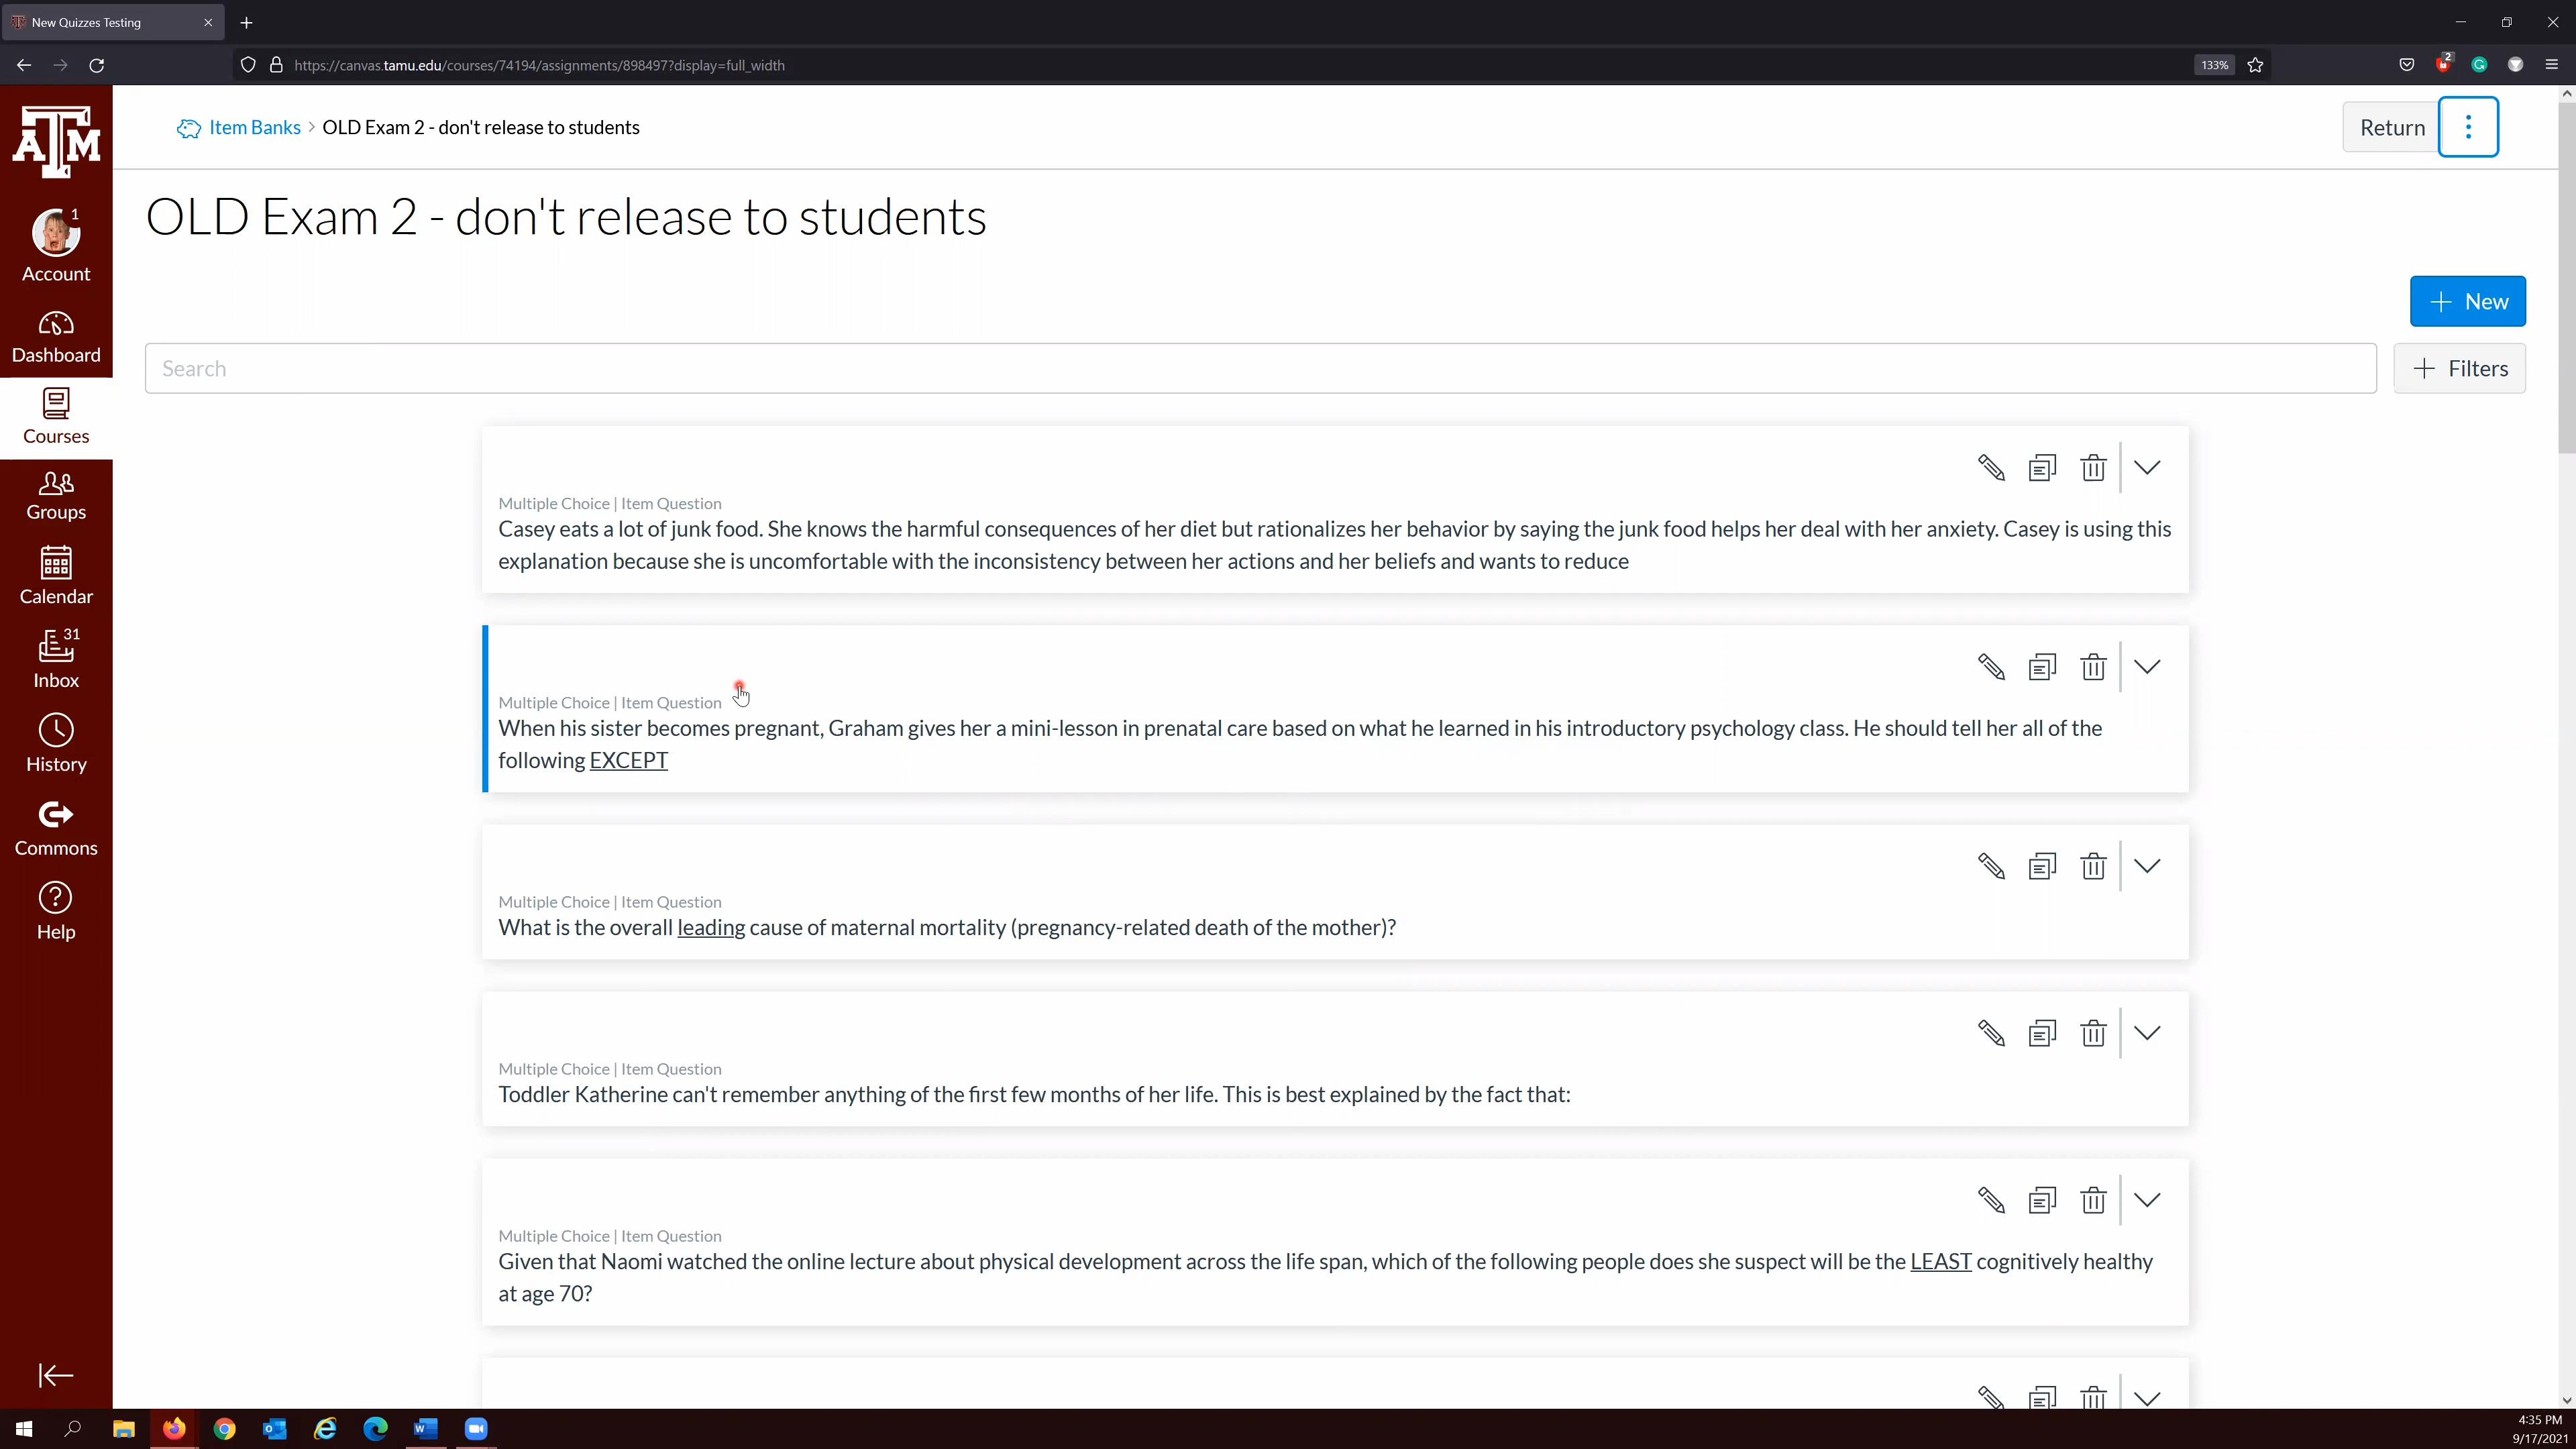 New Quizzes Testing
https://canvas.tamu.edu/courses/74194/assignments/898497?display=full_width
133%
2
Item Banks > OLD Exam 2 - don't release to students
Return
OLD Exam 2 - don't release to students
New
Search
Filters
ATM
1
Account
Dashboard
Courses
Groups
Calendar
31
Inbox
History
Commons
Help
Multiple Choice | Item Question
Casey eats a lot of junk food. She knows the harmful consequences of her diet but rationalizes her behavior by saying the junk food helps her deal with her anxiety. Casey is using this
explanation because she is uncomfortable with the inconsistency between her actions and her beliefs and wants to reduce
Multiple Choice | Item Question
When his sister becomes pregnant, Graham gives her a mini-lesson in prenatal care based on what he learned in his introductory psychology class. He should tell her all of the
following EXCEPT
Multiple Choice | Item Question
What is the overall leading cause of maternal mortality (pregnancy-related death of the mother)?
Multiple Choice | Item Question
Toddler Katherine can't remember anything of the first few months of her life. This is best explained by the fact that:
Multiple Choice | Item Question
Given that Naomi watched the online lecture about physical development across the life span, which of the following people does she suspect will be the LEAST cognitively healthy
at age 70?
4:35 PM
9/17/2021